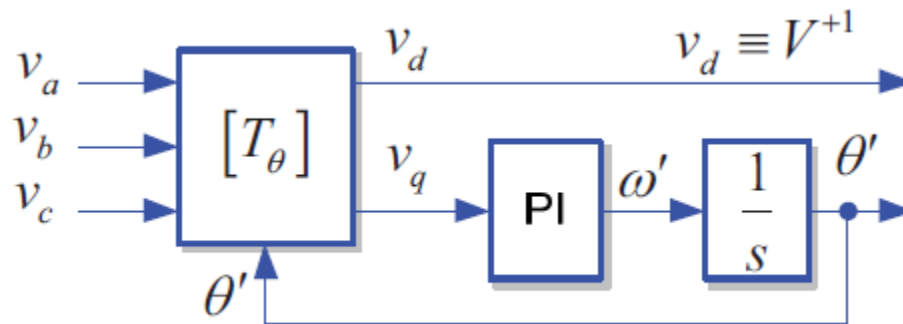 v_a
v_b
v_c
[T_θ]
v_d
v_d ≡ V^{+1}
v_q
PI
ω′
1/s
θ′
θ′